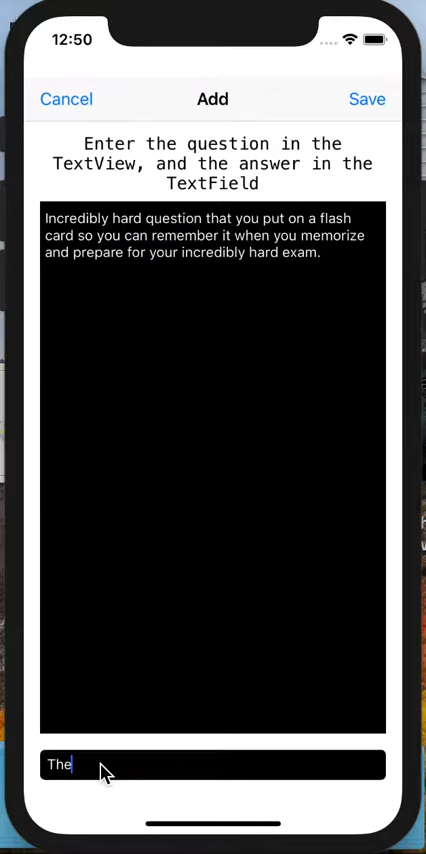 12:50
Cancel Add Save
Enter the question in the
TextView, and the answer in the
TextField
Incredibly hard question that you put on a flash
card so you can remember it when you memorize
and prepare for your incredibly hard exam.
The